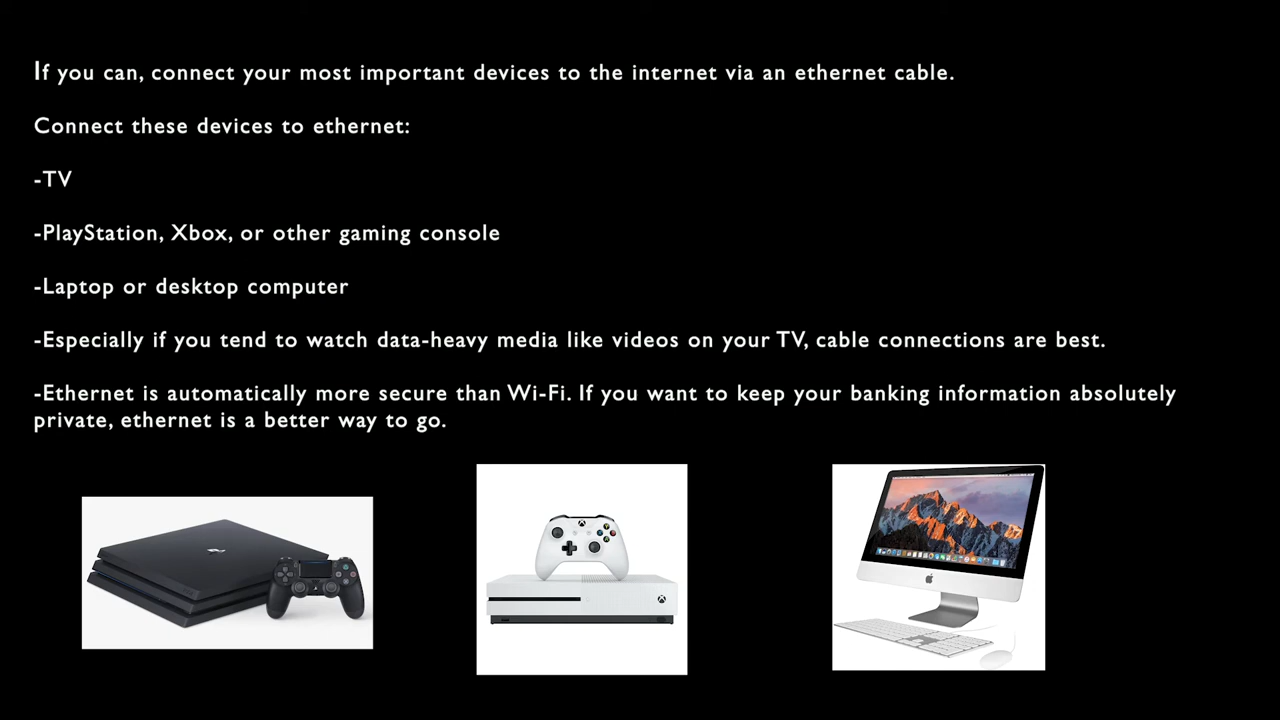 If you can, connect your most important devices to the internet via an ethernet cable.
Connect these devices to ethernet:
-TV
-PlayStation, Xbox, or other gaming console
-Laptop or desktop computer
-Especially if you tend to watch data-heavy media like videos on your TV, cable connections are best.
-Ethernet is automatically more secure than Wi-Fi. If you want to keep your banking information absolutely
private, ethernet is a better way to go.